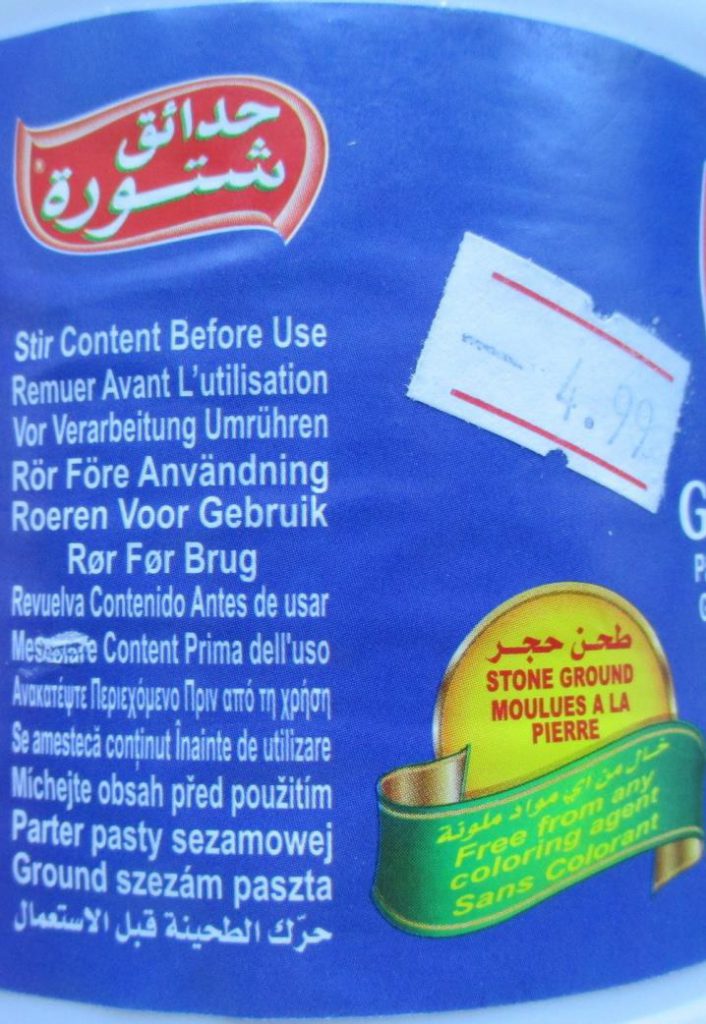 حدائق
شتورة
Stir Content Before Use
Remuer Avant L'utilisation
Vor Verarbeitung Umrühren
Rör Före Användning
Roeren Voor Gebruik
Rør Før Brug
Revuelva Contenido Antes de usar
Content Prima dell'uso
Ανακατέψτε Περιεχόμενο Πριν από τη χρήση
Se amestecă conținut Înainte de utilizare
Míchejte obsah před použitím
Parter pasty sezamowej
Ground szezám paszta
حرّك الطحينة قبل الاستعمال
4.99
طحن حجر
STONE GROUND
MOULUES A LA
PIERRE
خال من اي مواد ملونة
Free from any
coloring agent
Sans Colorant
G